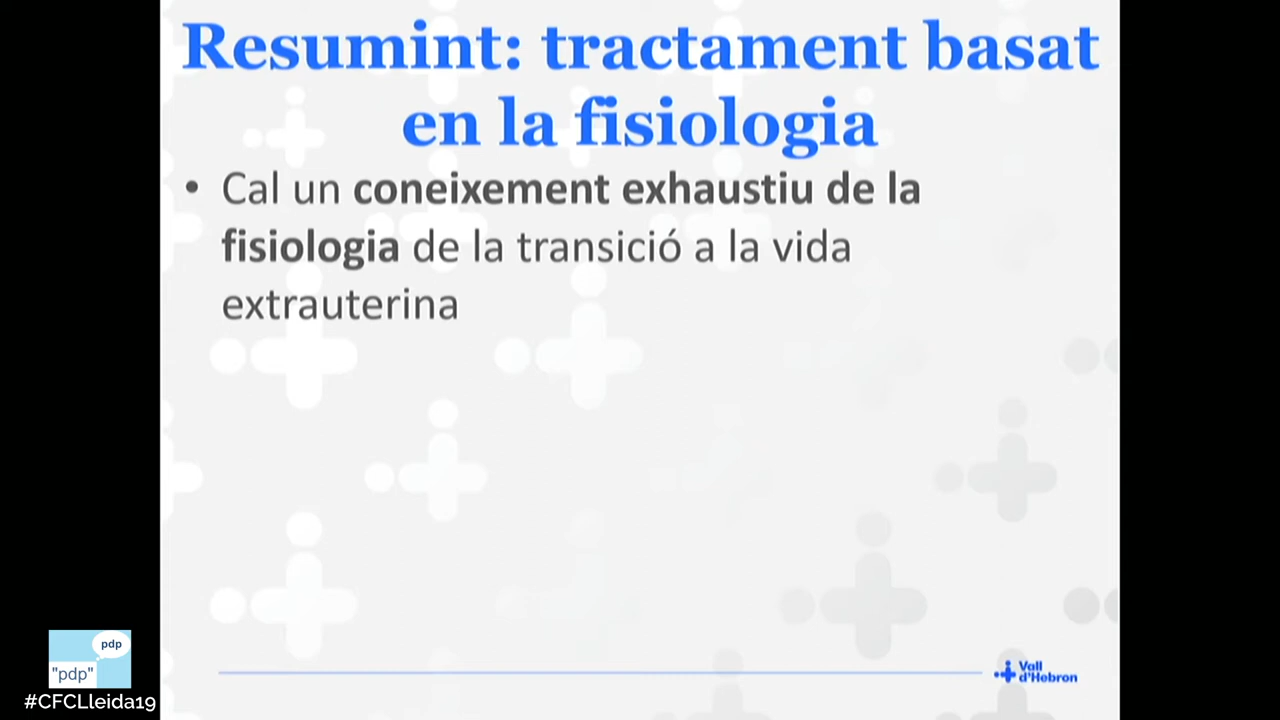 Resumint: tractament basat
en la fisiologia
• Cal un coneixement exhaustiu de la
fisiologia de la transició a la vida
extrauterina
pdp
"pdp"
#CFCLleida19
Vall
d'Hebron